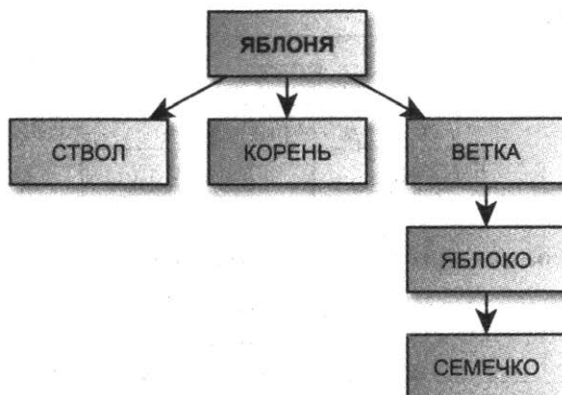 ЯБЛОНЯ
СТВОЛ
КОРЕНЬ
ВЕТКА
ЯБЛОКО
СЕМЕЧКО